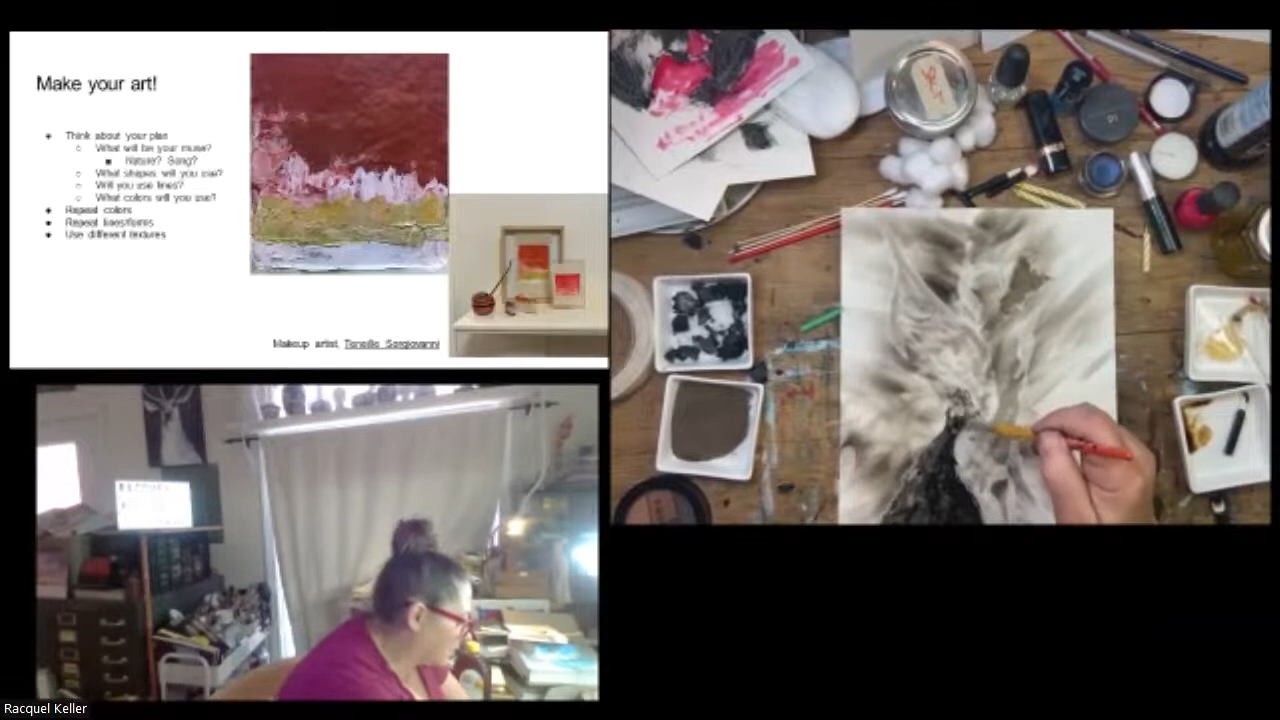 Make your art!
Think about your plan
What will be your muse?
Nature? Song?
What shapes will you use?
Will you use lines?
What colors will you use?
Repeat colors
Repeat lines/forms
Use different textures
Makeup artist,
Racquel Keller